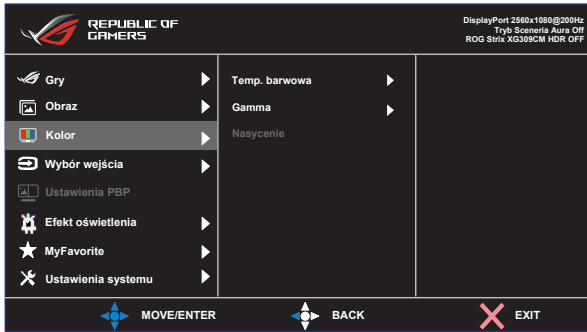 REPUBLIC OF
GAMERS
DisplayPort 2560x1080@200Hz
Tryb Sceneria Aura Off
ROG Strix XG309CM HDR OFF
Gry
Obraz
Kolor
Wybór wejścia
Ustawienia PBP
Efekt oświetlenia
MyFavorite
Ustawienia systemu
Temp. barwowa
Gamma
Nasycenie
MOVE/ENTER
BACK
EXIT